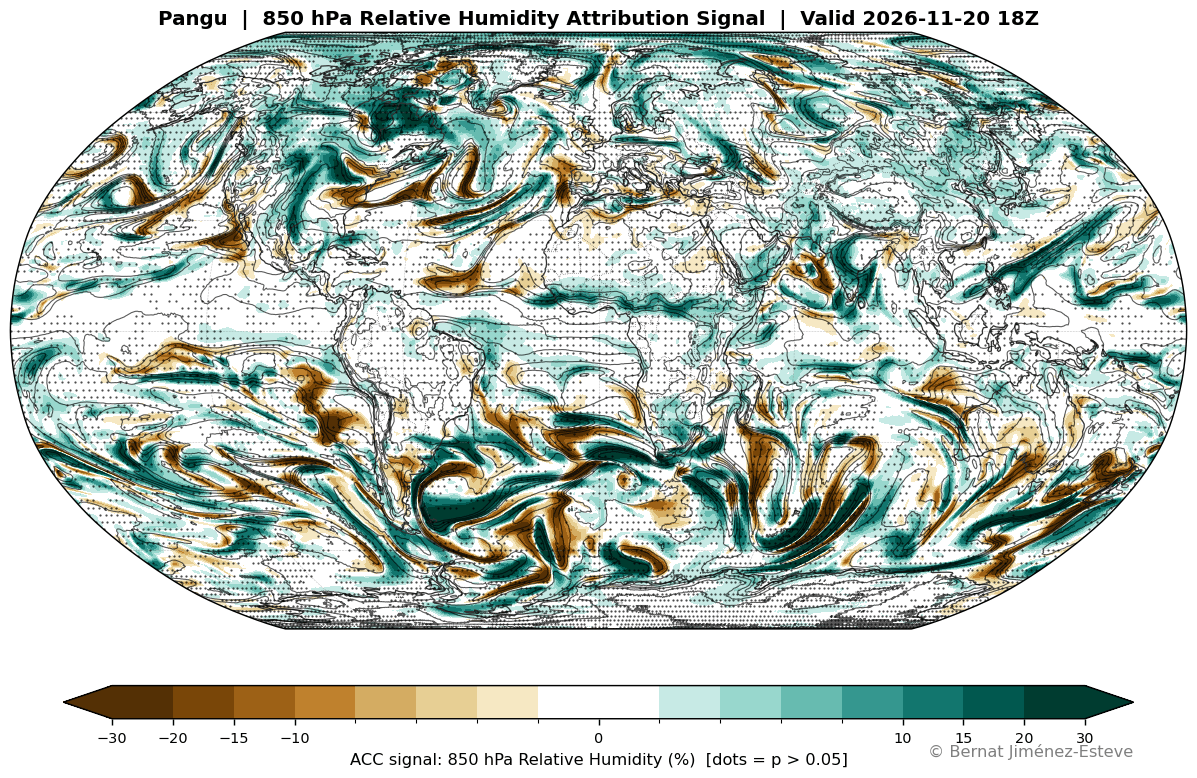 Pangu  |  850 hPa Relative Humidity Attribution Signal  |  Valid 2026-11-20 18Z
−30 −20 −15 −10 0 10 15 20 30
© Bernat Jiménez-Esteve
ACC signal: 850 hPa Relative Humidity (%)  [dots = p > 0.05]